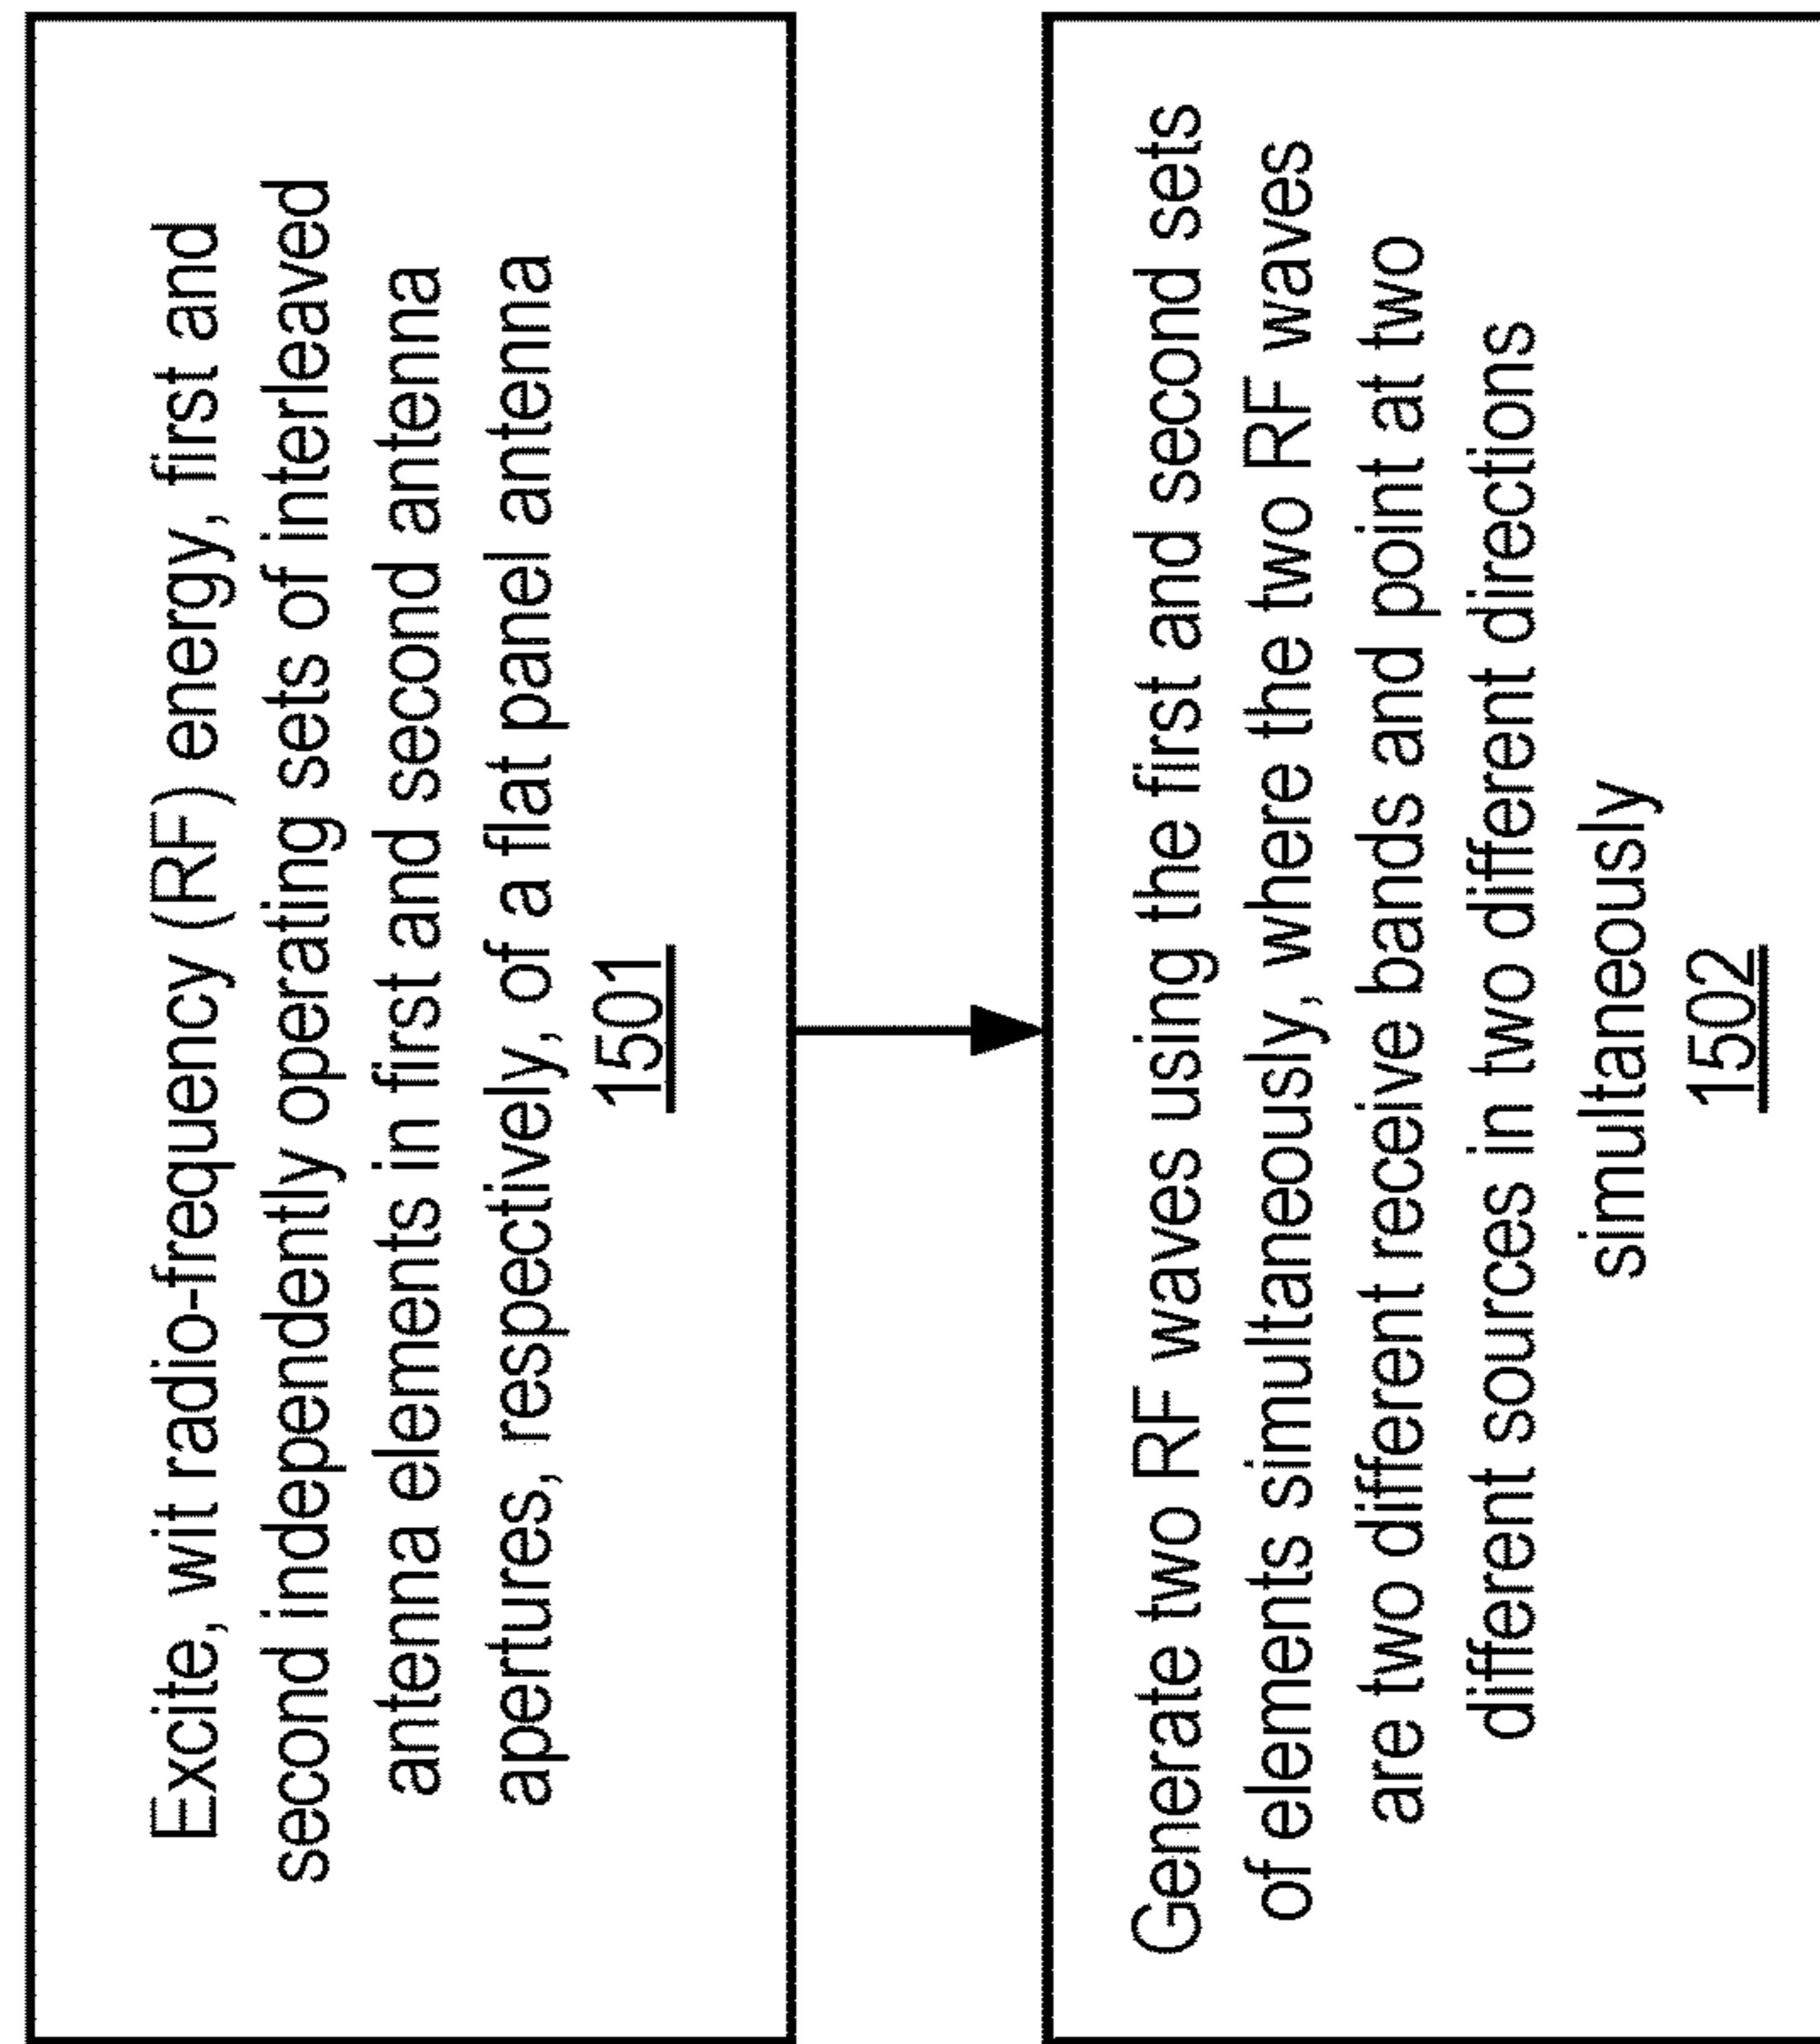 Excite, wit radio-frequency (RF) energy, first and
second independently operating sets of interleaved
antenna elements in first and second antenna
apertures, respectively, of a flat panel antenna
1501
Generate two RF waves using the first and second sets
of elements simultaneously, where the two RF waves
are two different receive bands and point at two
different sources in two different directions
simultaneously
1502